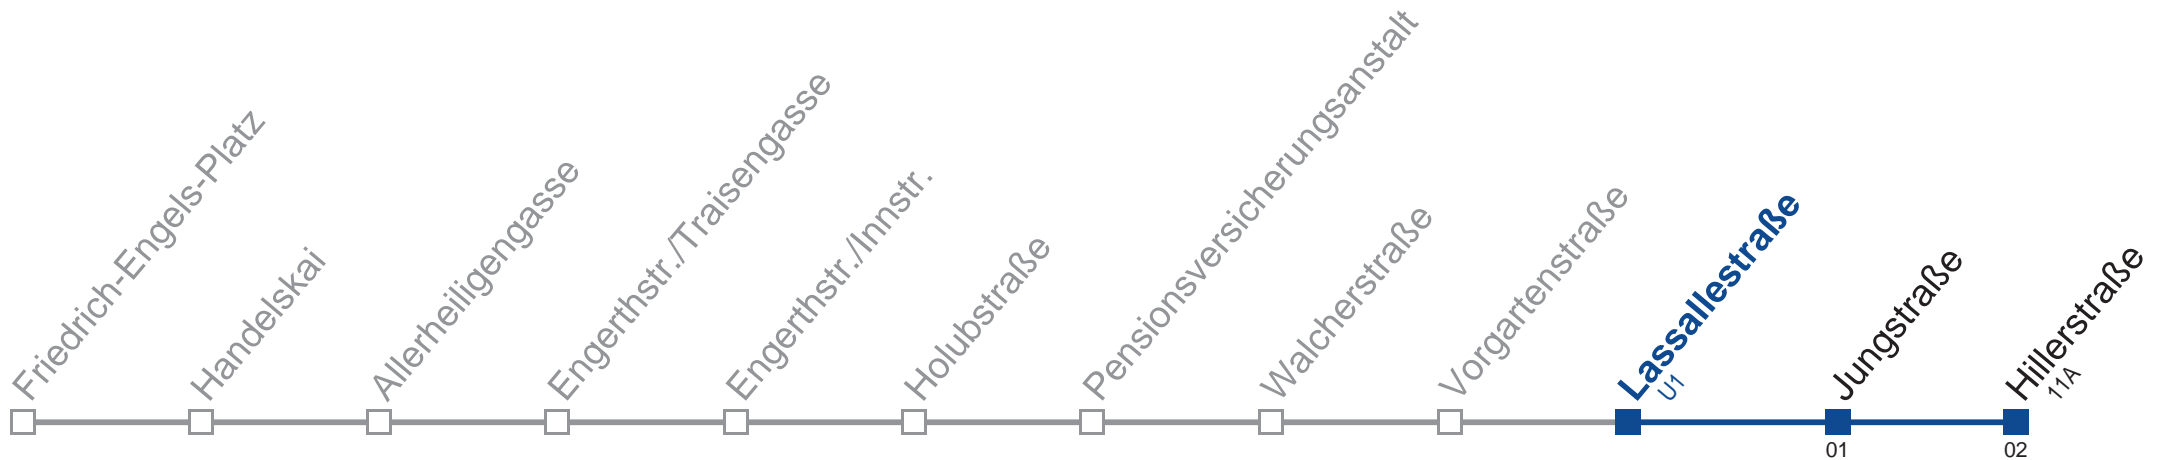 Friedrich-Engels-Platz
Handelskai
Allerheiligengasse
Engerthstr./Traisengasse
Engerthstr./Innstr.
Holubstraße
Pensionsversicherungsanstalt
Walcherstraße
Vorgartenstraße
Lassallestraße
U1
Jungstraße
01
Hillerstraße
11A
02